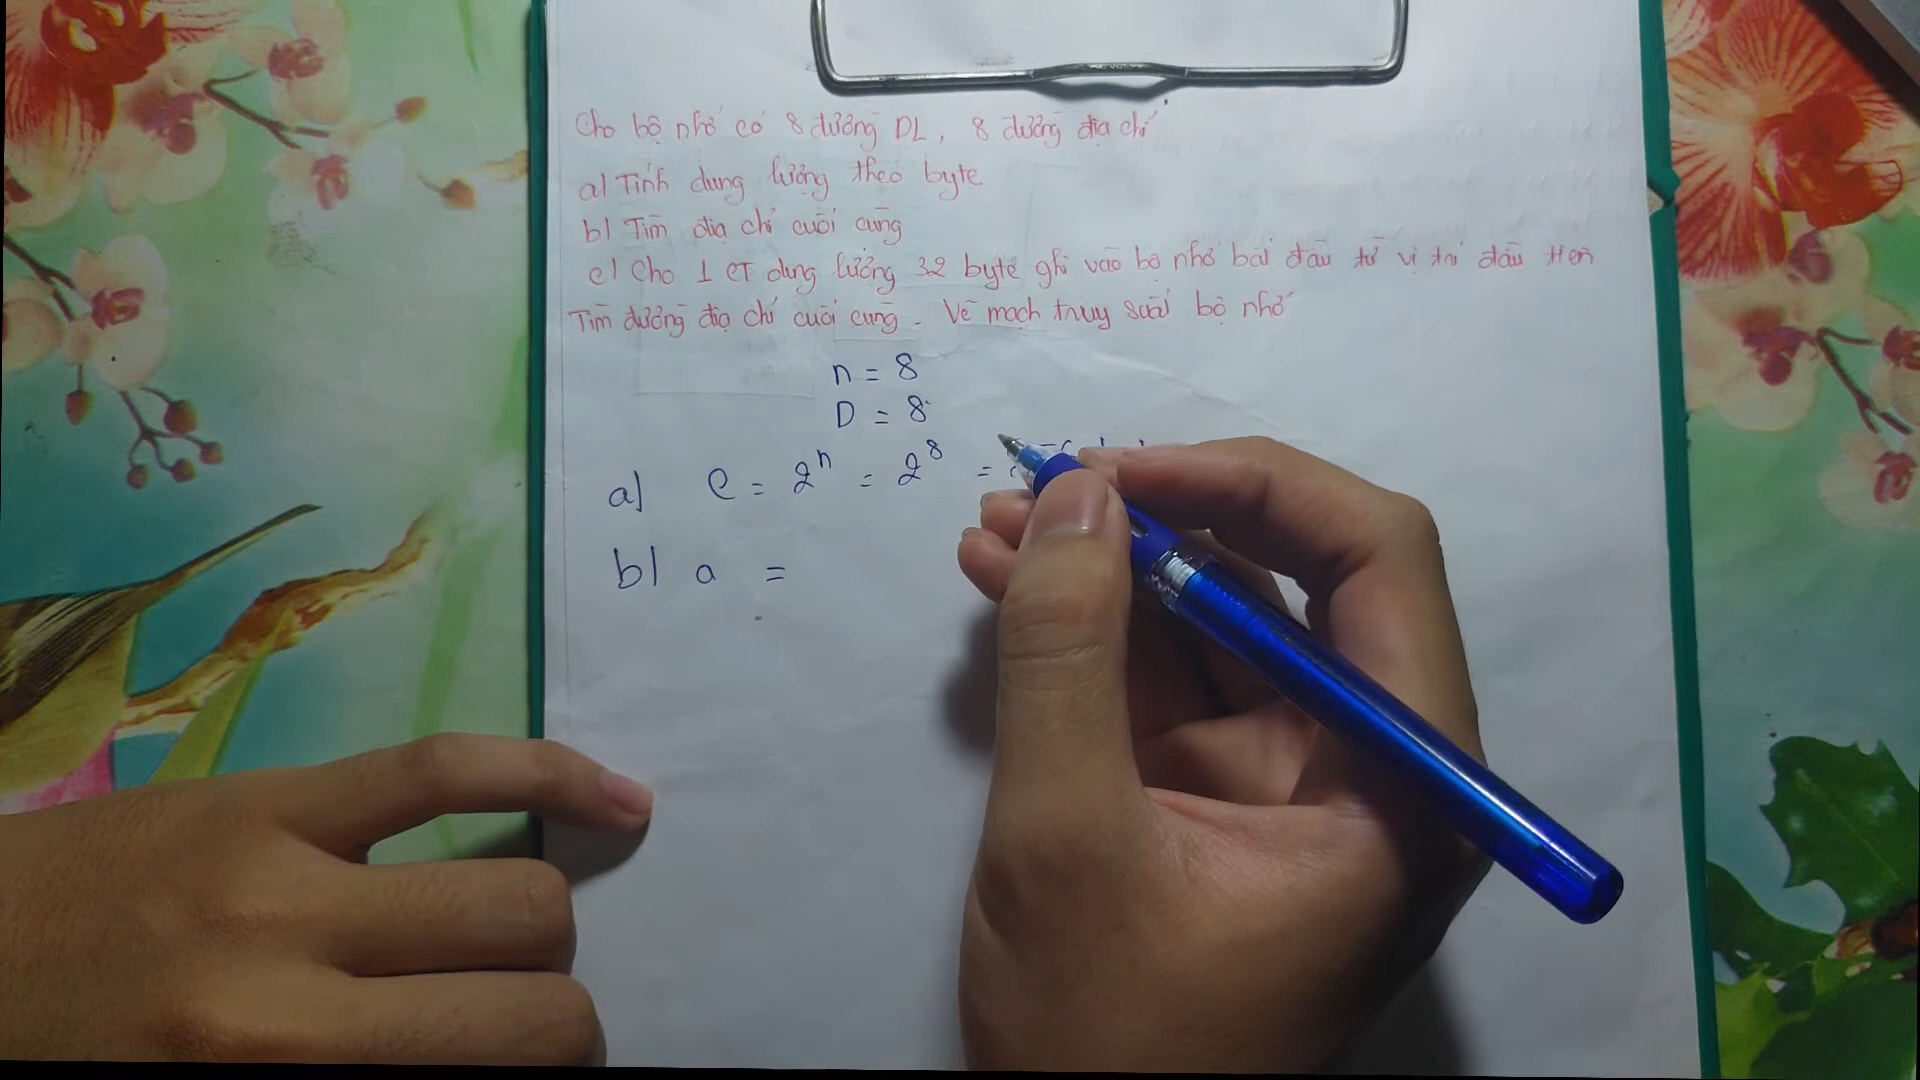 Cho bộ nhớ có 8 đường DL, 8 đường địa chỉ
a) Tính dung lượng theo byte
b) Tìm địa chỉ cuối cùng
c) Cho 1 CT dung lượng 32 byte ghi vào bộ nhớ bắt đầu từ vị trí đầu tiên
Tìm đường địa chỉ cuối cùng. Vẽ mạch truy suất bộ nhớ
n = 8
D = 8
a) C = 2^n = 2^8 =
b) a =